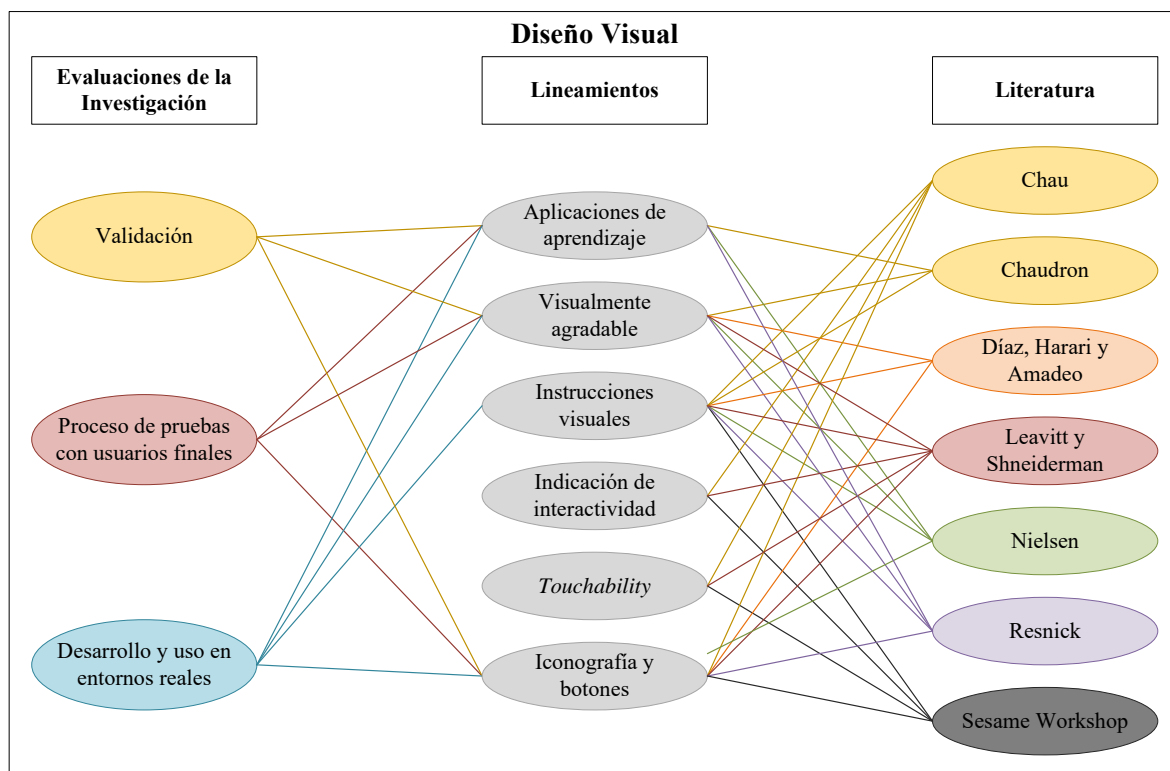 Diseño Visual
Evaluaciones de la
Investigación
Lineamientos
Literatura
Validación
Proceso de pruebas
con usuarios finales
Desarrollo y uso en
entornos reales
Aplicaciones de
aprendizaje
Visualmente
agradable
Instrucciones
visuales
Indicación de
interactividad
Touchability
Iconografía y
botones
Chau
Chaudron
Díaz, Harari y
Amadeo
Leavitt y
Shneiderman
Nielsen
Resnick
Sesame Workshop